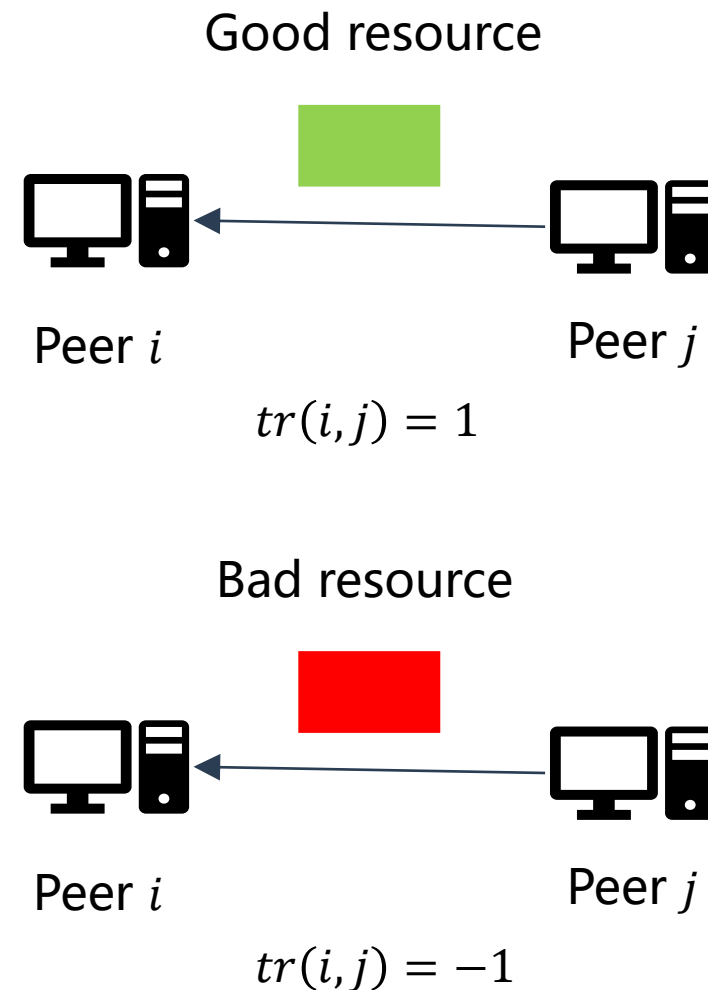 Good resource
Peer i
Peer j
tr(i, j) = 1
Bad resource
Peer i
Peer j
tr(i, j) = −1